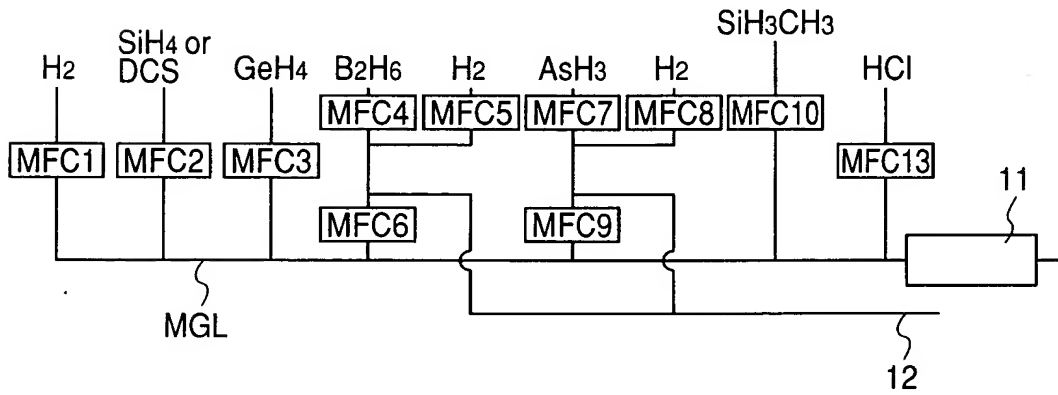 SiH3CH3
SiH4 or
DCS
H2
GeH4
B2H6
H2
AsH3
H2
HCl
MFC4
MFC5
MFC7
MFC8
MFC10
MFC1
MFC2
MFC3
MFC13
11
MFC6
MFC9
MGL
12